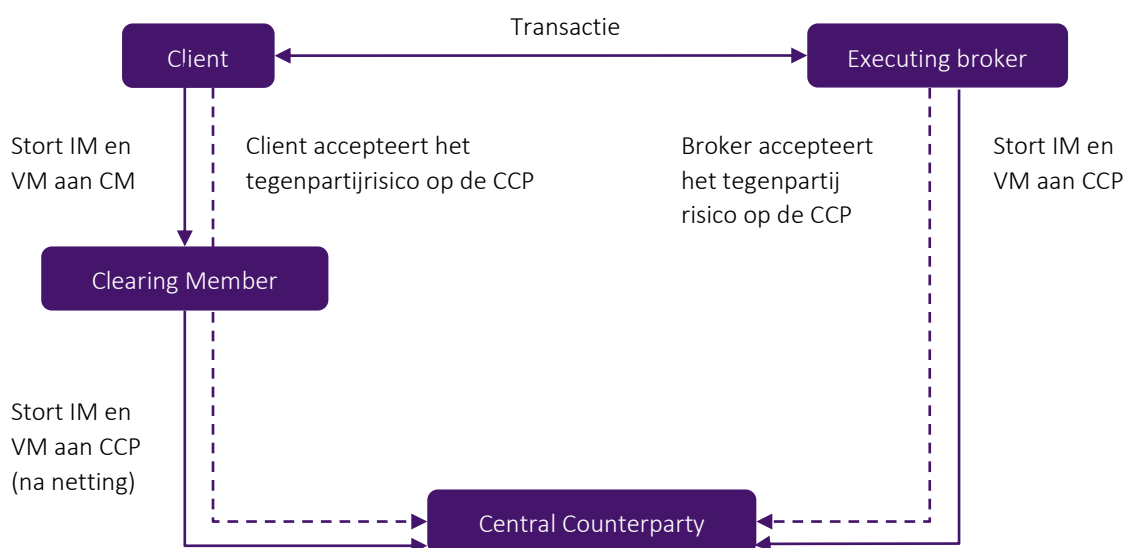 Transactie
Client
Executing broker
Stort IM en
VM aan CM
Client accepteert het
tegenpartijrisico op de CCP
Broker accepteert
het tegenpartij
risico op de CCP
Stort IM en
VM aan CCP
Clearing Member
Stort IM en
VM aan CCP
(na netting)
Central Counterparty